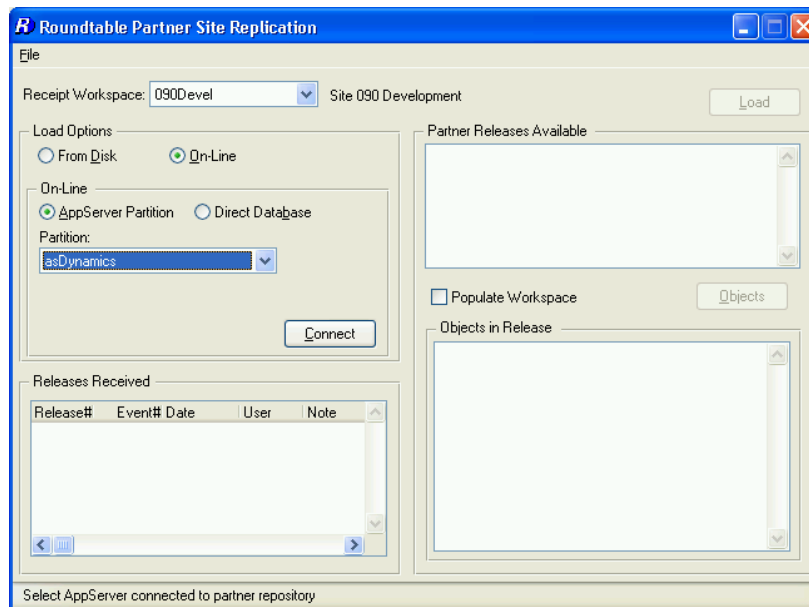 Roundtable Partner Site Replication
File
Receipt Workspace: 090Devel Site 090 Development
Load
Load Options
From Disk On-Line
On-Line
AppServer Partition Direct Database
Partition:
asDynamics
Connect
Partner Releases Available
Populate Workspace Objects
Objects in Release
Releases Received
Release# Event# Date User Note
Select AppServer connected to partner repository